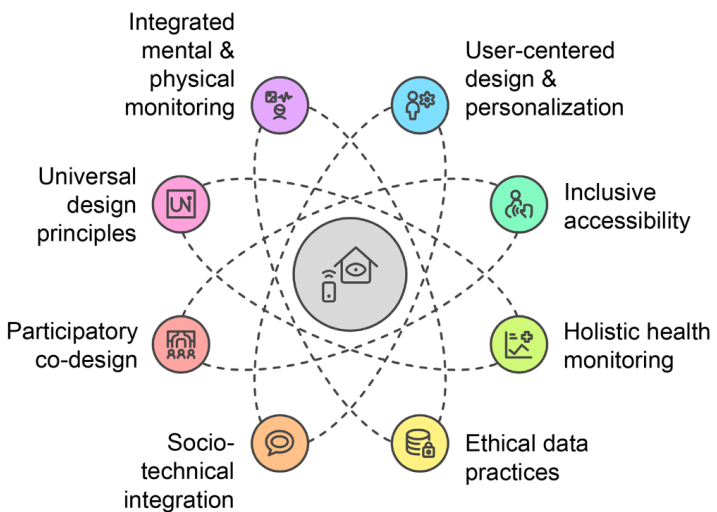 Integrated
mental &
physical
monitoring
User-centered
design &
personalization
Universal
design
principles
UN
Inclusive
accessibility
Participatory
co-design
Holistic health
monitoring
Socio-
technical
integration
Ethical data
practices